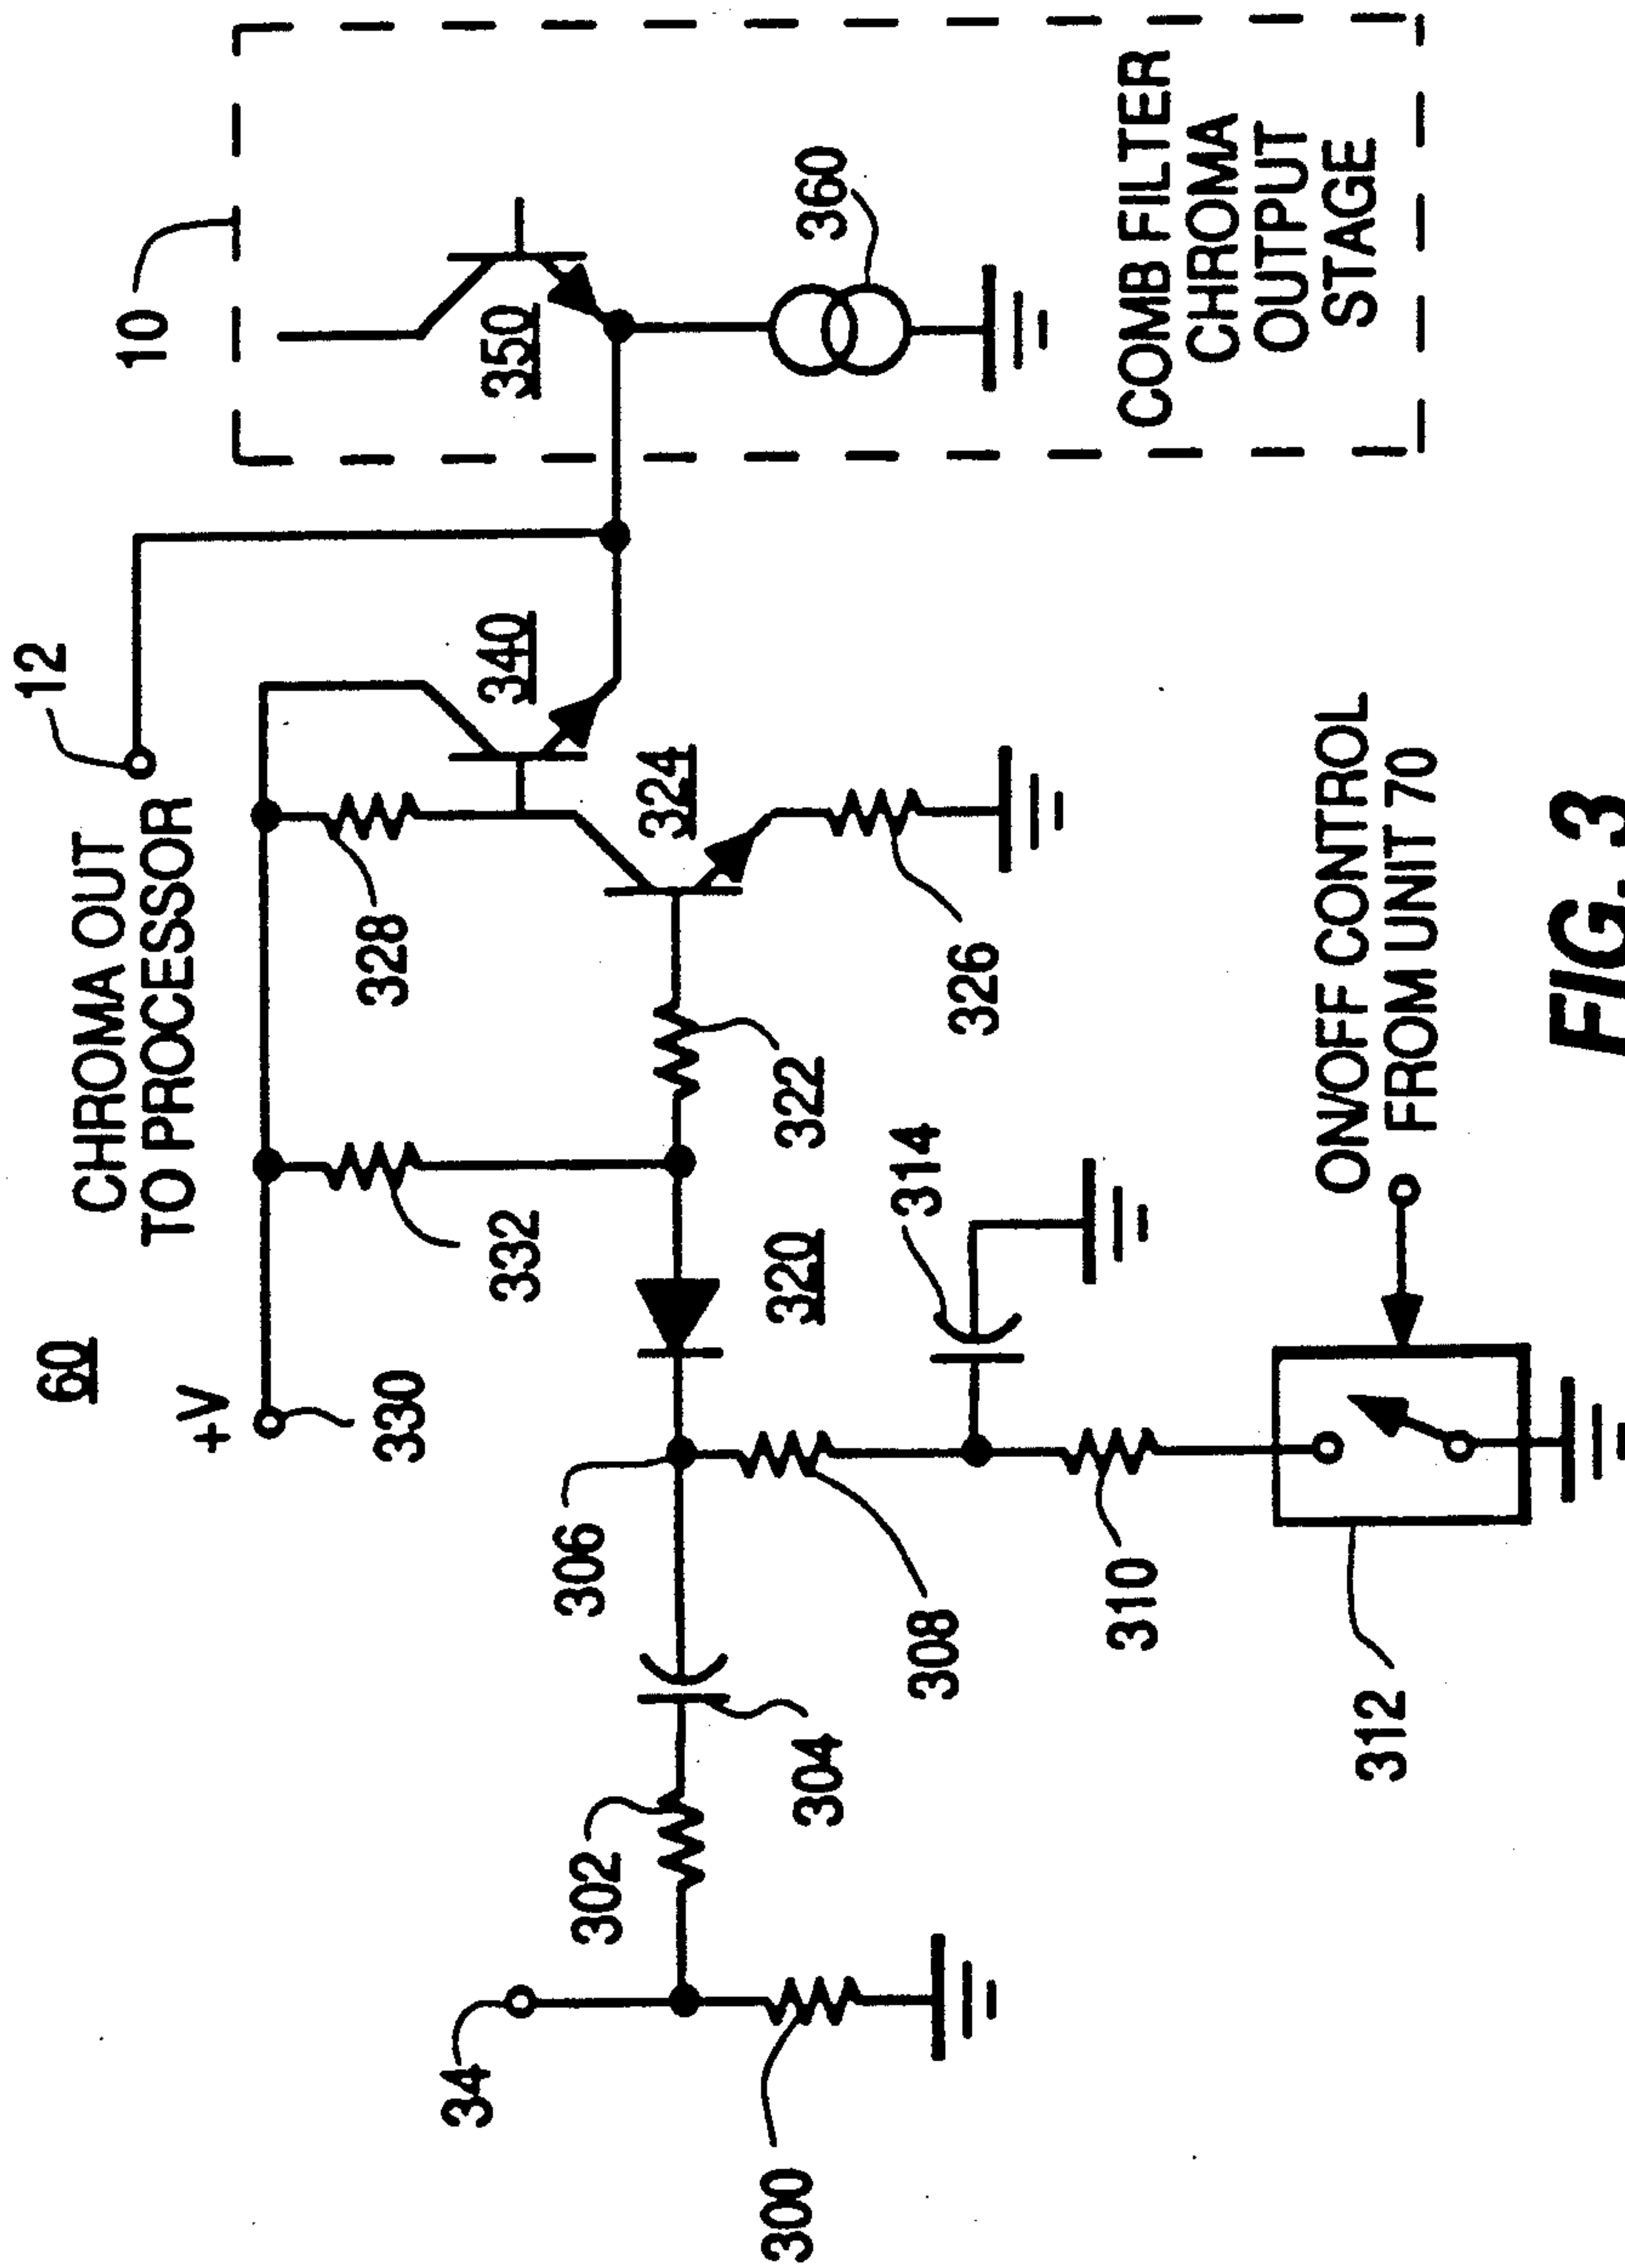 60
+V
330
CHROMA OUT
TO PROCESSOR
12
10
332
328
340
350
324
360
34
302
306
304
320
322
326
300
308
314
310
312
ON/OFF CONTROL
FROM UNIT 70
COMB FILTER
CHROMA
OUTPUT
STAGE
FIG. 3